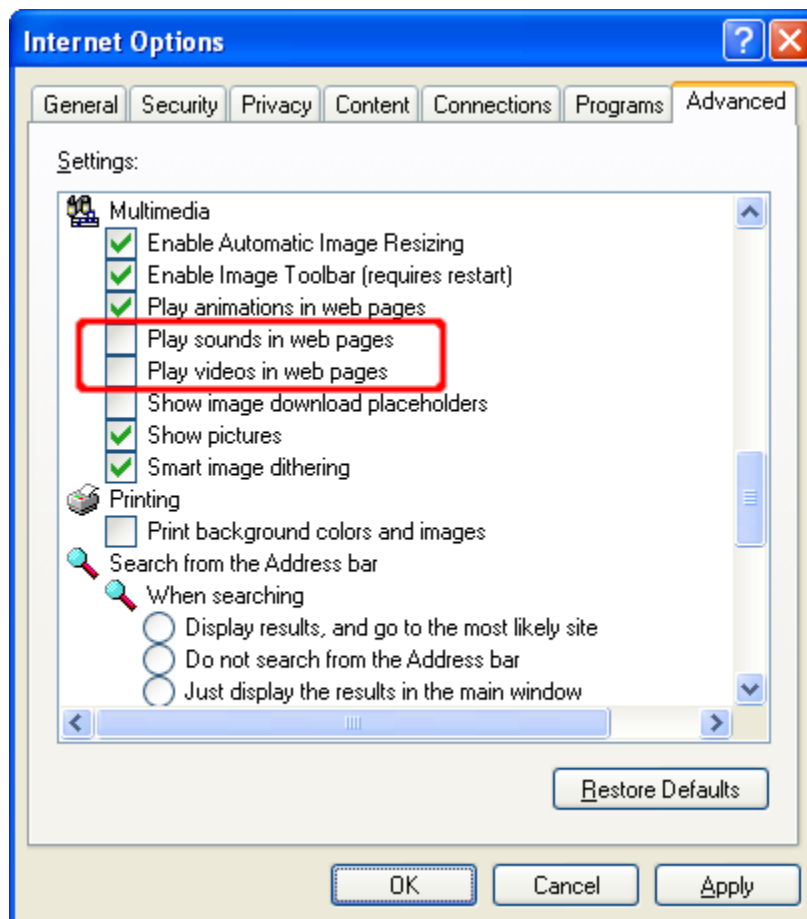 Internet Options
General Security Privacy Content Connections Programs Advanced
Settings:
Multimedia
Enable Automatic Image Resizing
Enable Image Toolbar (requires restart)
Play animations in web pages
Play sounds in web pages
Play videos in web pages
Show image download placeholders
Show pictures
Smart image dithering
Printing
Print background colors and images
Search from the Address bar
When searching
Display results, and go to the most likely site
Do not search from the Address bar
Just display the results in the main window
Restore Defaults
OK Cancel Apply